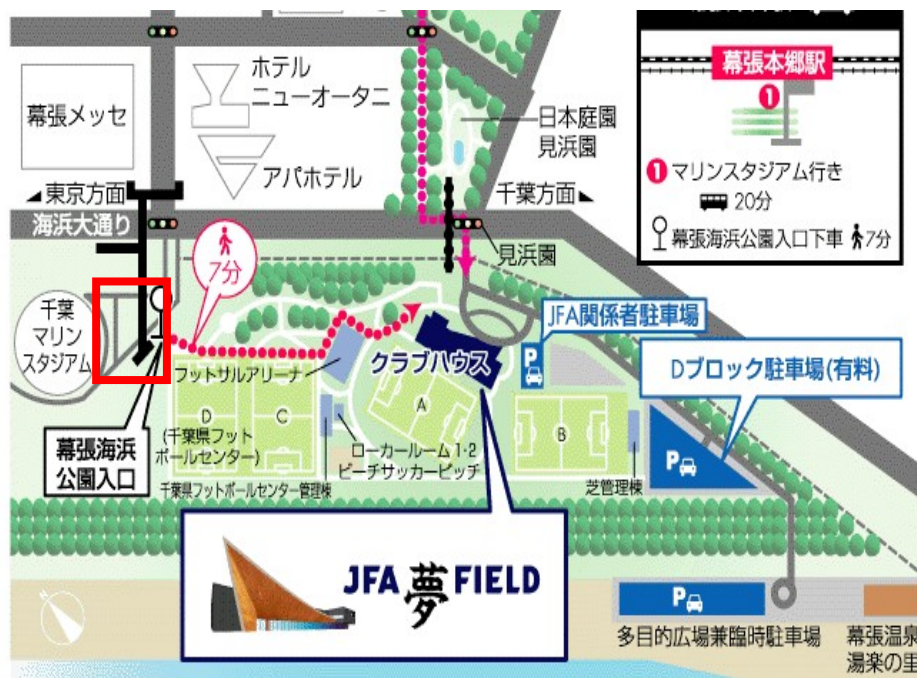 幕張メッセ
ホテル
ニューオータニ
アパホテル
日本庭園
見浜園
東京方面
千葉方面
海浜大通り
見浜園
7分
千葉
マリン
スタジアム
幕張海浜
公園入口
フットサルアリーナ
クラブハウス
D
C
A
B
(千葉県フット
ボールセンター)
ローカールーム1・2
ビーチサッカーピッチ
千葉県フットボールセンター管理棟
芝管理棟
JFA関係者駐車場
P
Dブロック駐車場(有料)
P
幕張本郷駅
1
1 マリンスタジアム行き
20分
幕張海浜公園入口下車 7分
JFA 夢 FIELD
P
多目的広場兼臨時駐車場
幕張温泉
湯楽の里